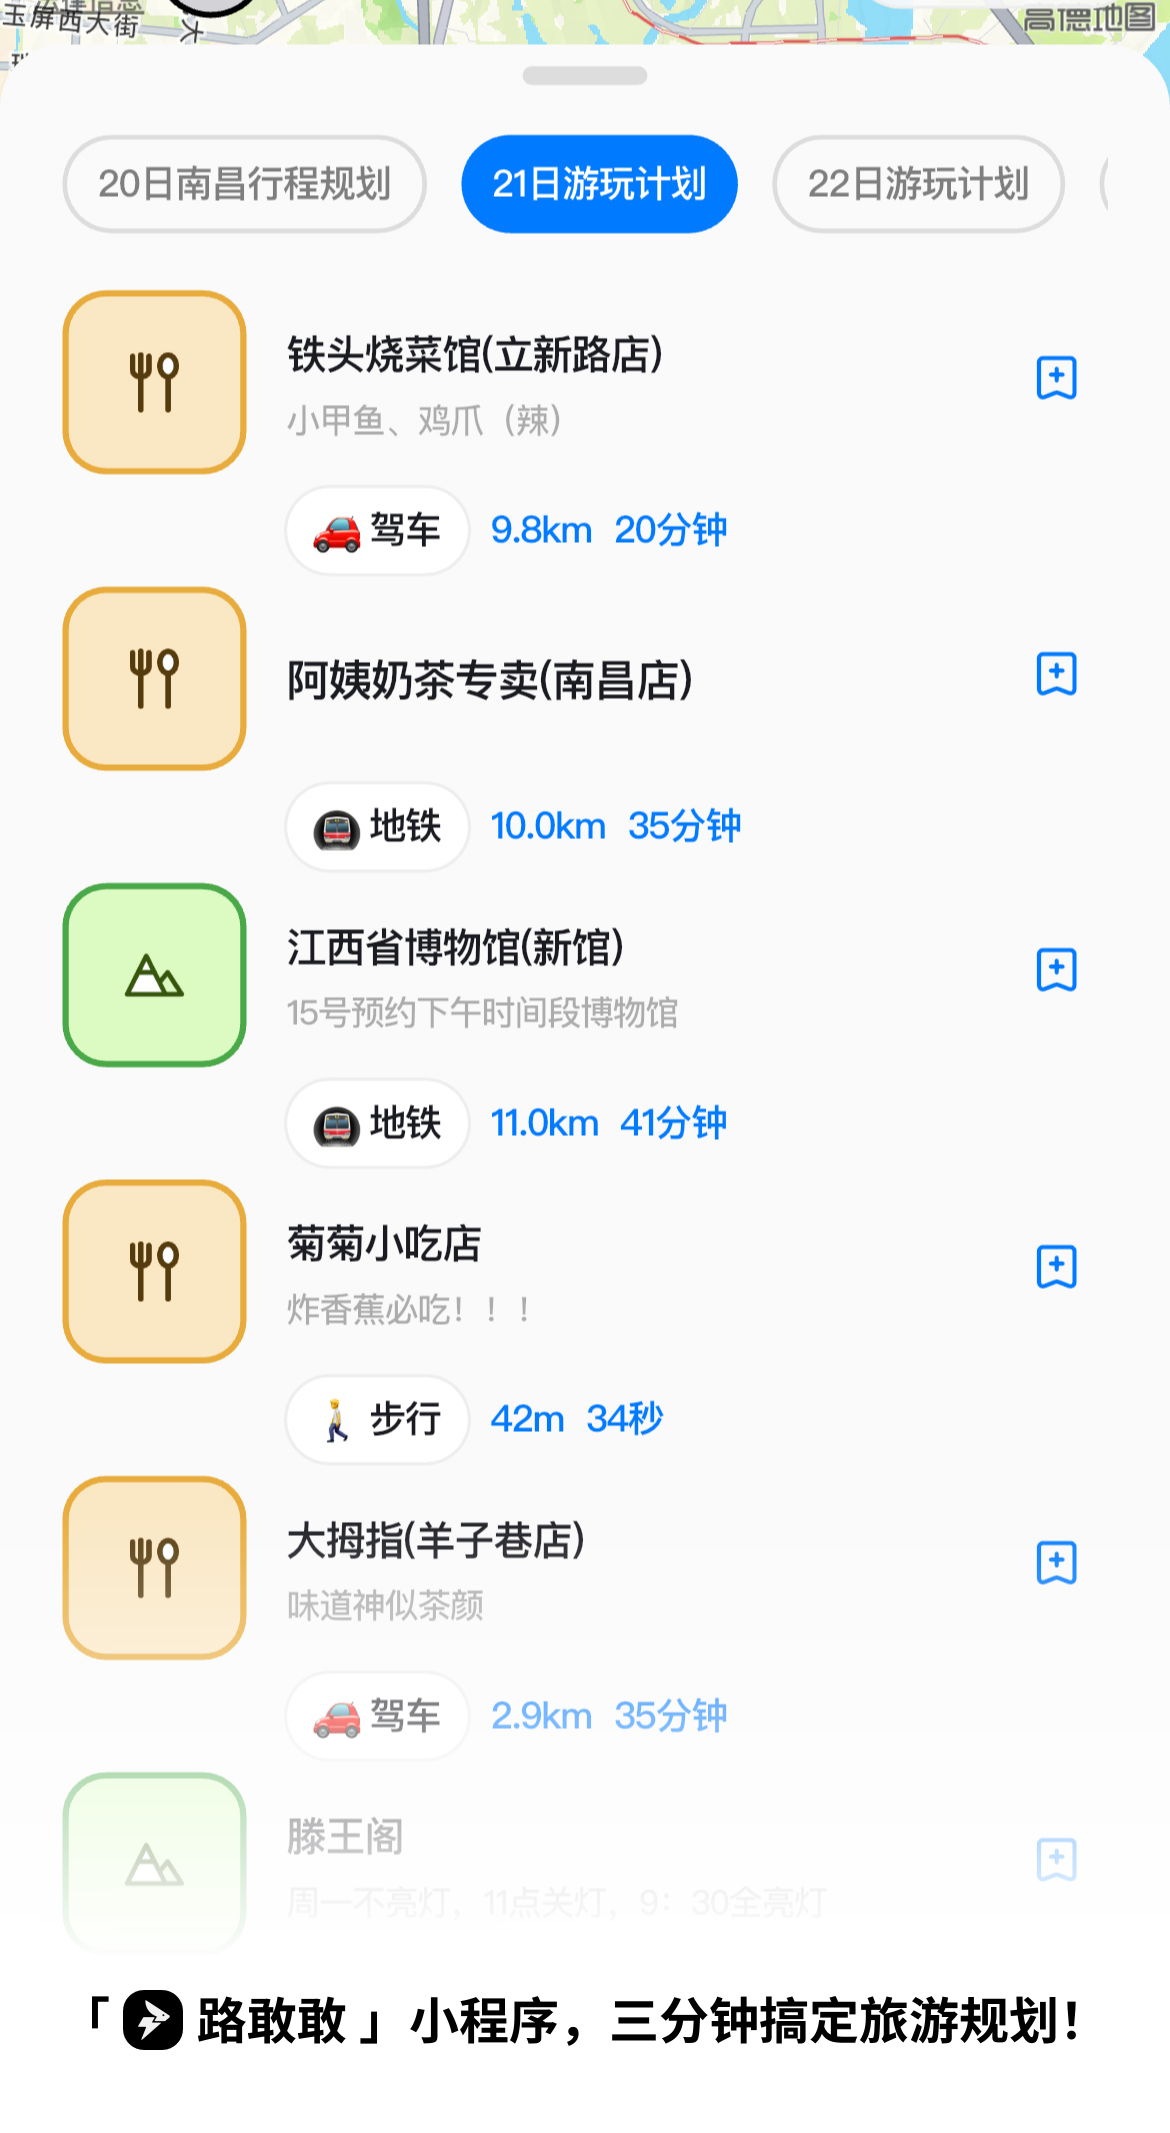 玉屏西大街
高德地图
20日南昌行程规划 21日游玩计划 22日游玩计划
铁头烧菜馆(立新路店)
小甲鱼、鸡爪（辣）
驾车 9.8km 20分钟
阿姨奶茶专卖(南昌店)
地铁 10.0km 35分钟
江西省博物馆(新馆)
15号预约下午时间段博物馆
地铁 11.0km 41分钟
菊菊小吃店
炸香蕉必吃！！！
步行 42m 34秒
大拇指(羊子巷店)
味道神似茶颜
驾车 2.9km 35分钟
滕王阁
周一不亮灯，11点关灯，9：30全亮灯
「路敢敢」小程序，三分钟搞定旅游规划！